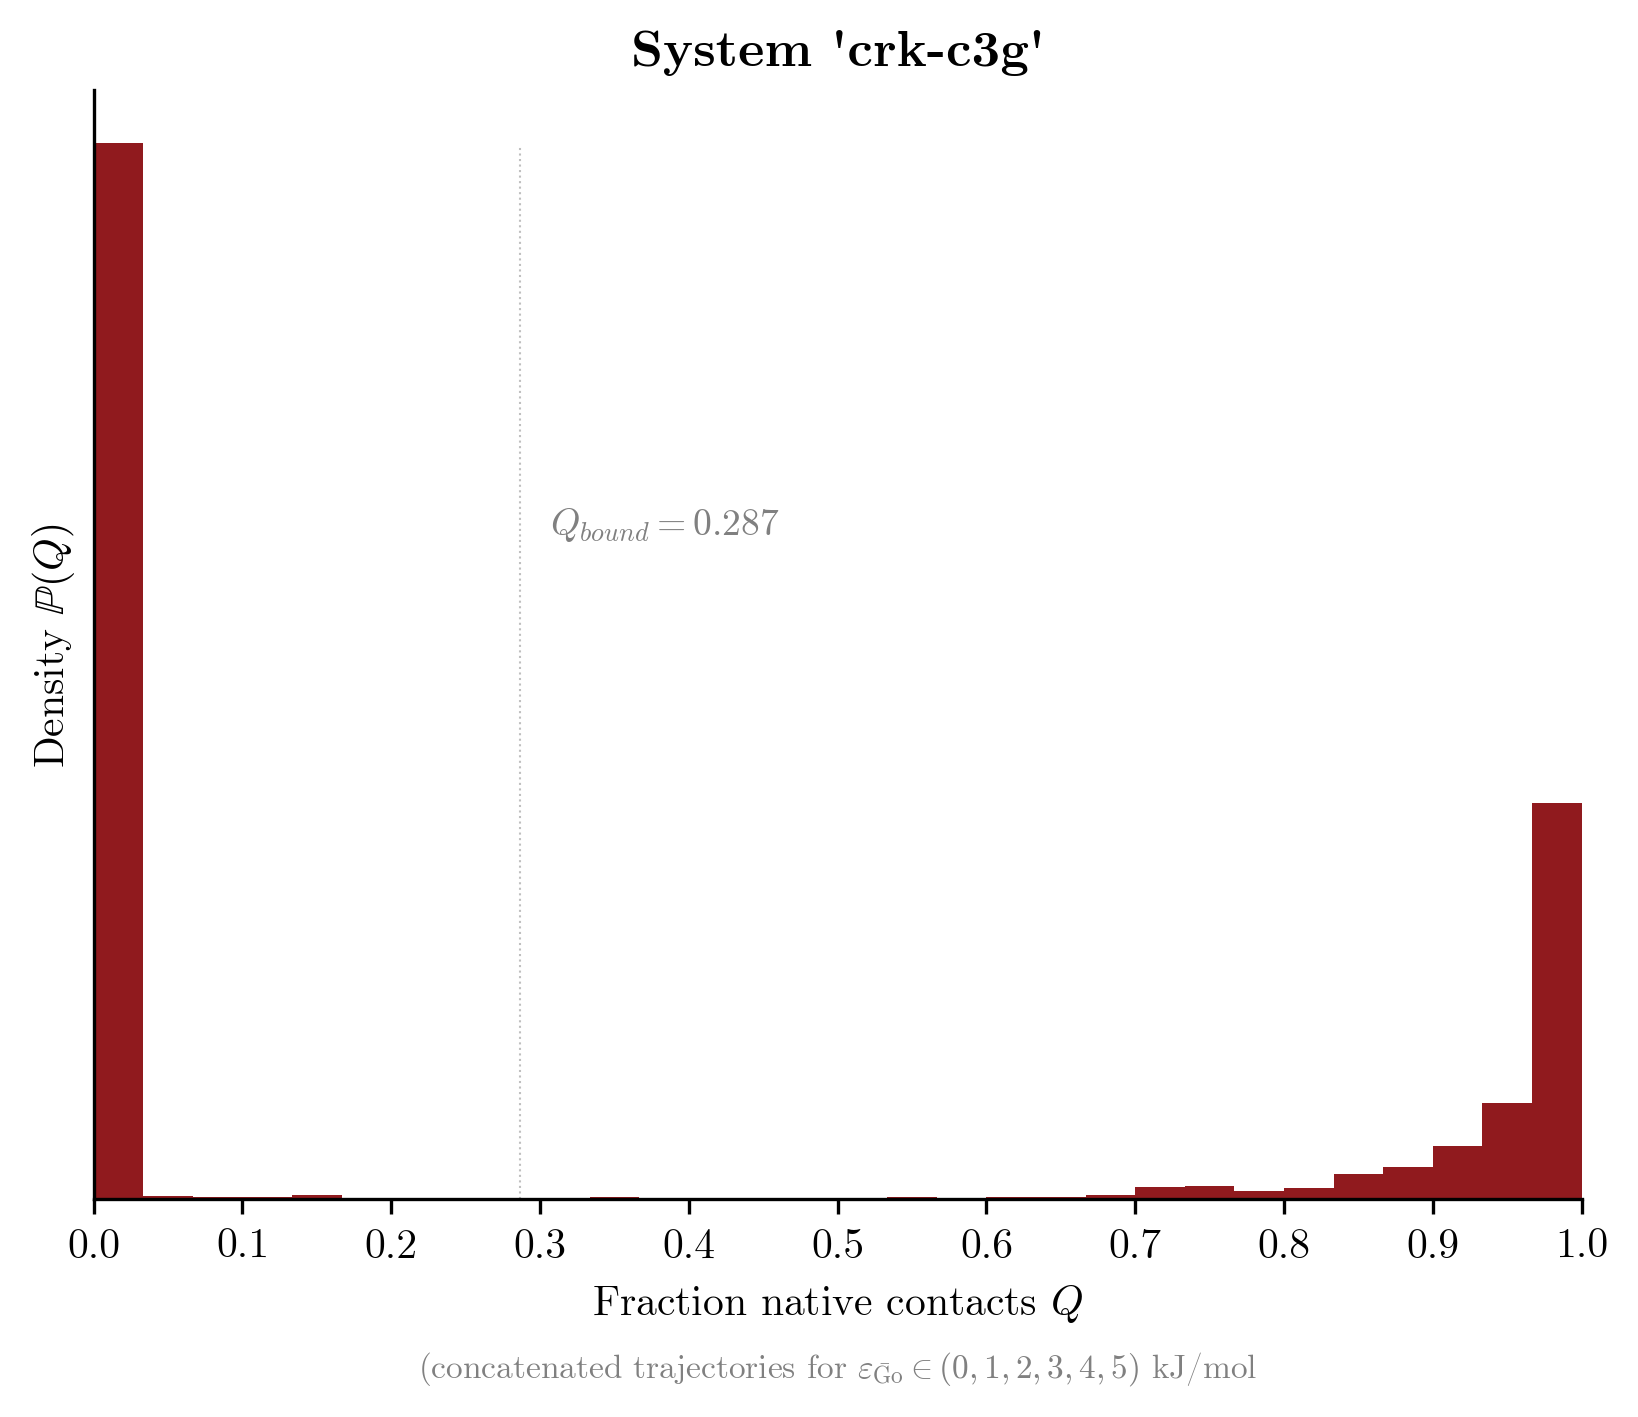 System 'crk-c3g'
Density ℙ(Q)
Q_bound = 0.287
0.0 0.1 0.2 0.3 0.4 0.5 0.6 0.7 0.8 0.9 1.0
Fraction native contacts Q
(concatenated trajectories for ε_Ḡo ∈ (0, 1, 2, 3, 4, 5) kJ/mol